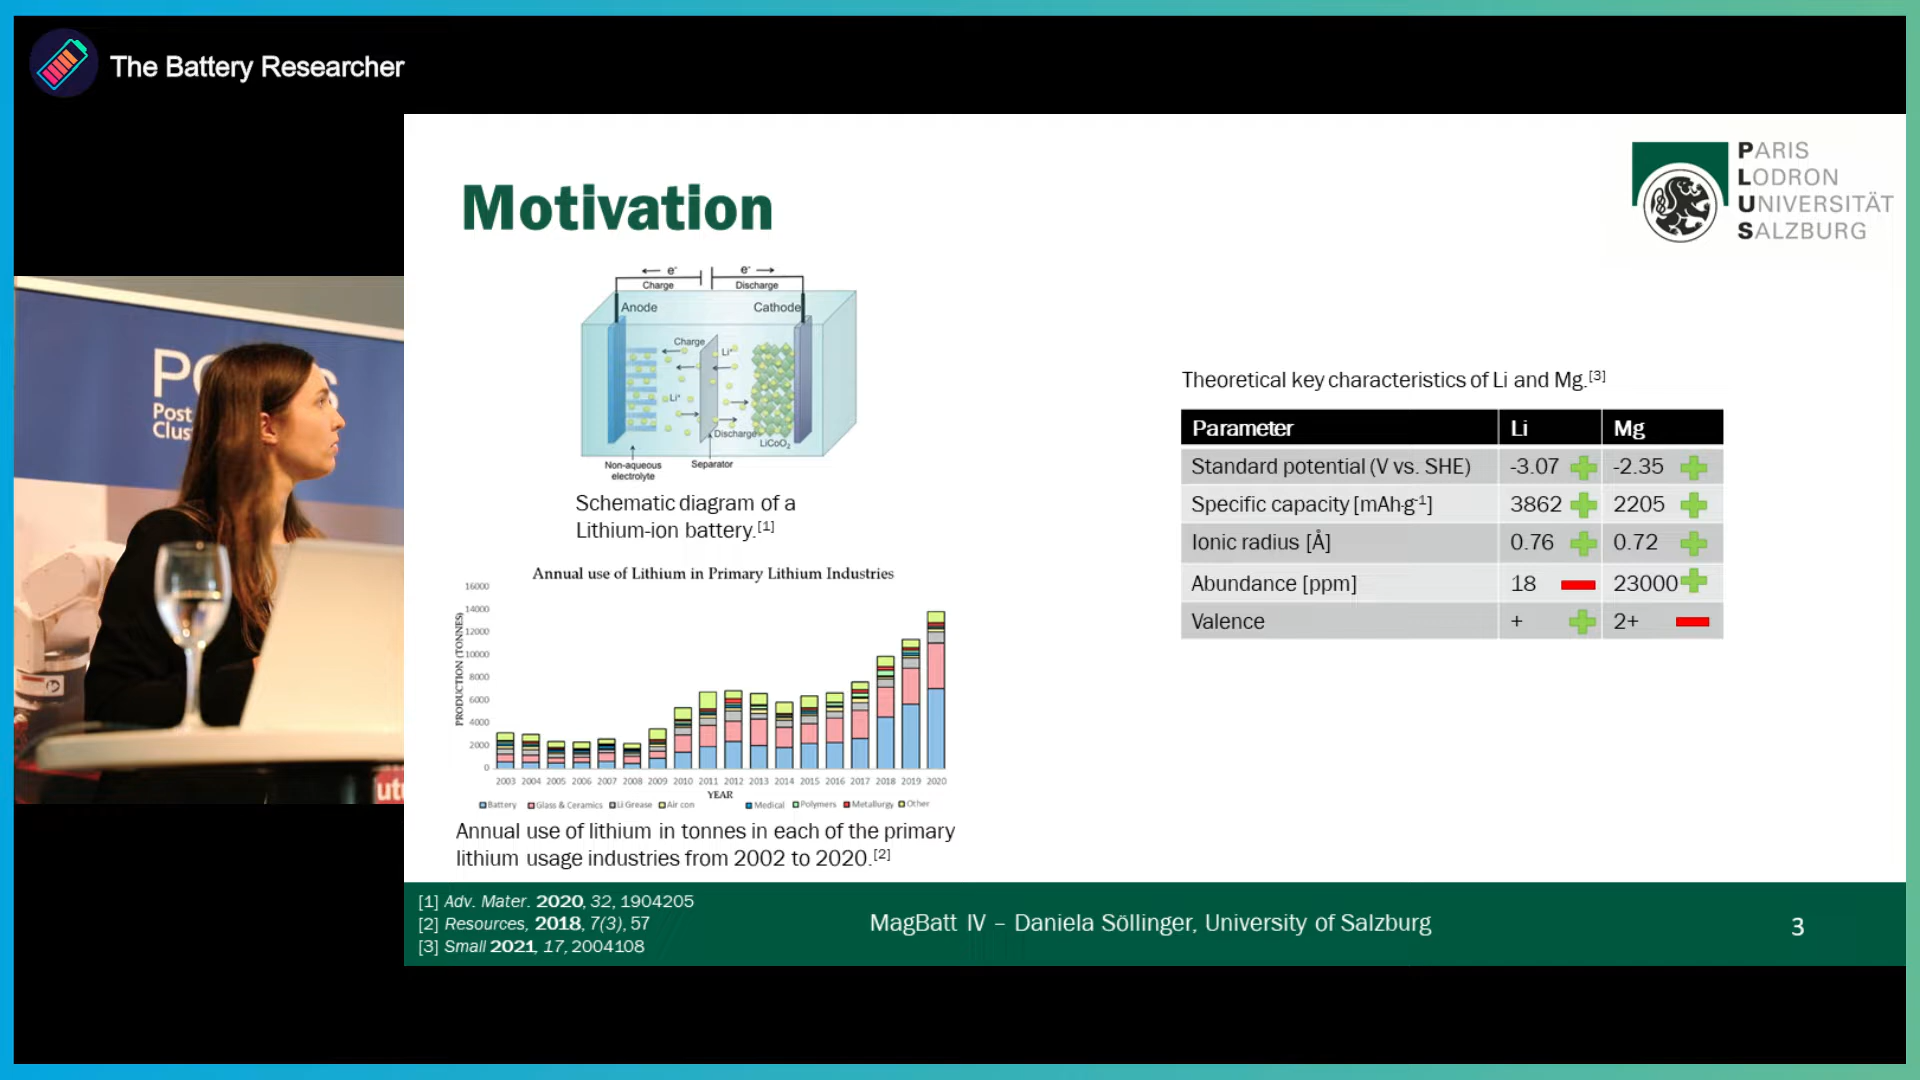 The Battery Researcher
Motivation
PARIS
LODRON
UNIVERSITÄT
SALZBURG
← e⁻ e⁻ →
Charge Discharge
Anode Cathode
Charge
Li⁺
Li⁺
Discharge
LiCoO₂
Non-aqueous
electrolyte
Separator
Schematic diagram of a
Lithium-ion battery.[1]
Annual use of Lithium in Primary Lithium Industries
PRODUCTION (TONNES)
16000
14000
12000
10000
8000
6000
4000
2000
0
2003 2004 2005 2006 2007 2008 2009 2010 2011 2012 2013 2014 2015 2016 2017 2018 2019 2020
YEAR
Battery Glass & Ceramics Li Grease Air con Medical Polymers Metallurgy Other
Annual use of lithium in tonnes in each of the primary
lithium usage industries from 2002 to 2020.[2]
Theoretical key characteristics of Li and Mg.[3]
Parameter Li Mg
Standard potential (V vs. SHE) -3.07 -2.35
Specific capacity [mAh·g⁻¹] 3862 2205
Ionic radius [Å] 0.76 0.72
Abundance [ppm] 18 23000
Valence + 2+
[1] Adv. Mater. 2020, 32, 1904205
[2] Resources, 2018, 7(3), 57
[3] Small 2021, 17, 2004108
MagBatt IV – Daniela Söllinger, University of Salzburg
3
Post